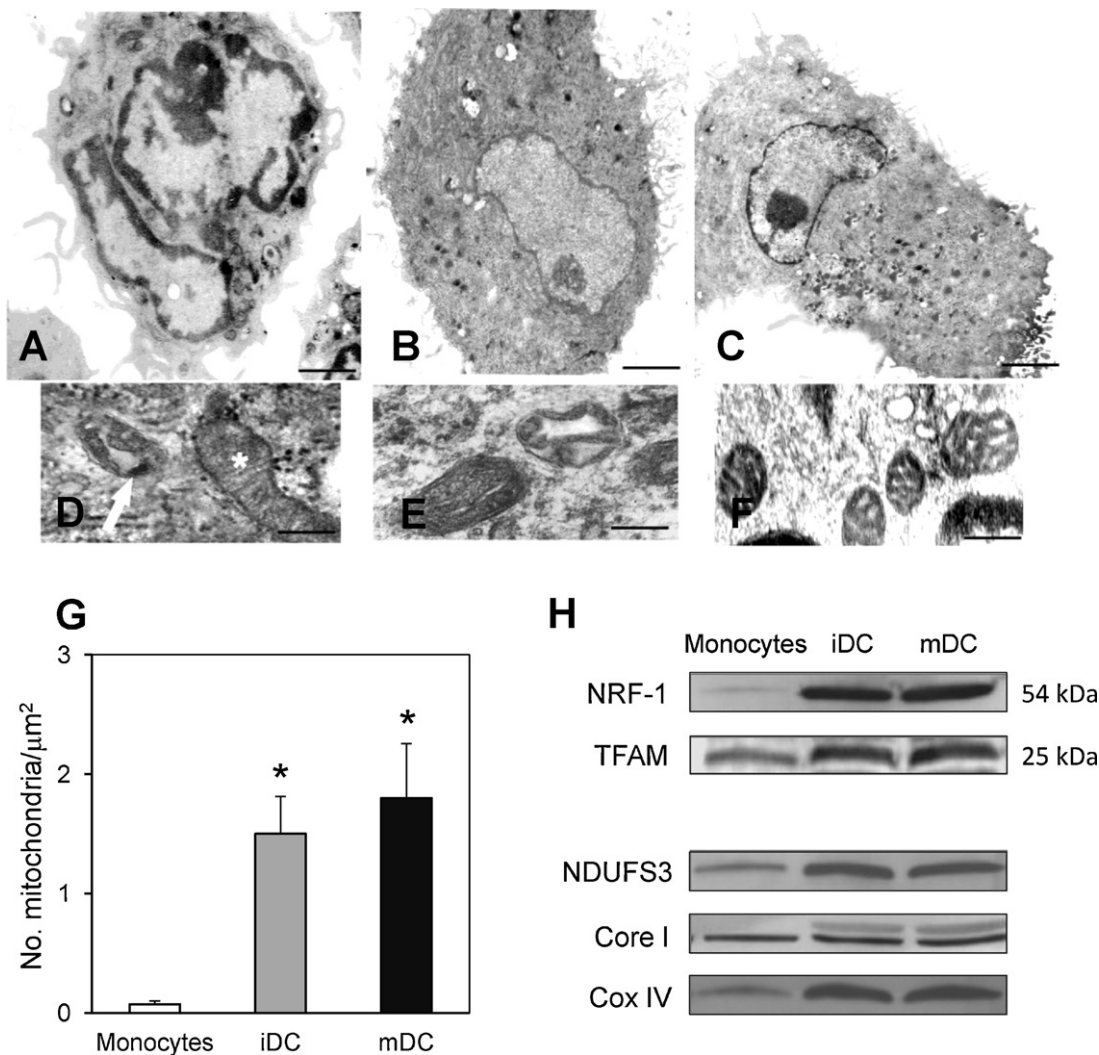 A
B
C
D
*
E
F
G
No. mitochondria/μm²
3
2
1
0
*
*
Monocytes
iDC
mDC
H
Monocytes iDC mDC
NRF-1 54 kDa
TFAM 25 kDa
NDUFS3
Core I
Cox IV